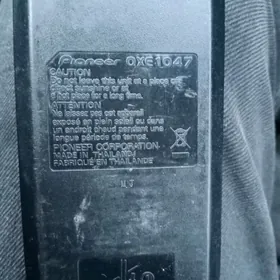 Pioneer QXE1047
CAUTION
Do not leave this unit at a place of
direct sunshine or at
a hot place for a long time.
ATTENTION
Ne laissez pas cet appareil
exposé en plein soleil ou dans
un endroit chaud pendant une
longue période de temps.
PIONEER CORPORATION
MADE IN THAILAND
FABRIQUÉ EN THAÏLANDE